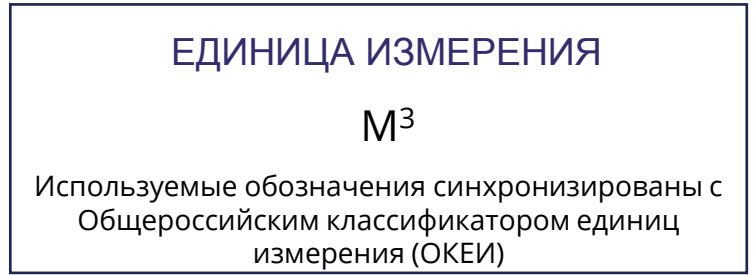 ЕДИНИЦА ИЗМЕРЕНИЯ
М³
Используемые обозначения синхронизированы с
Общероссийским классификатором единиц
измерения (ОКЕИ)